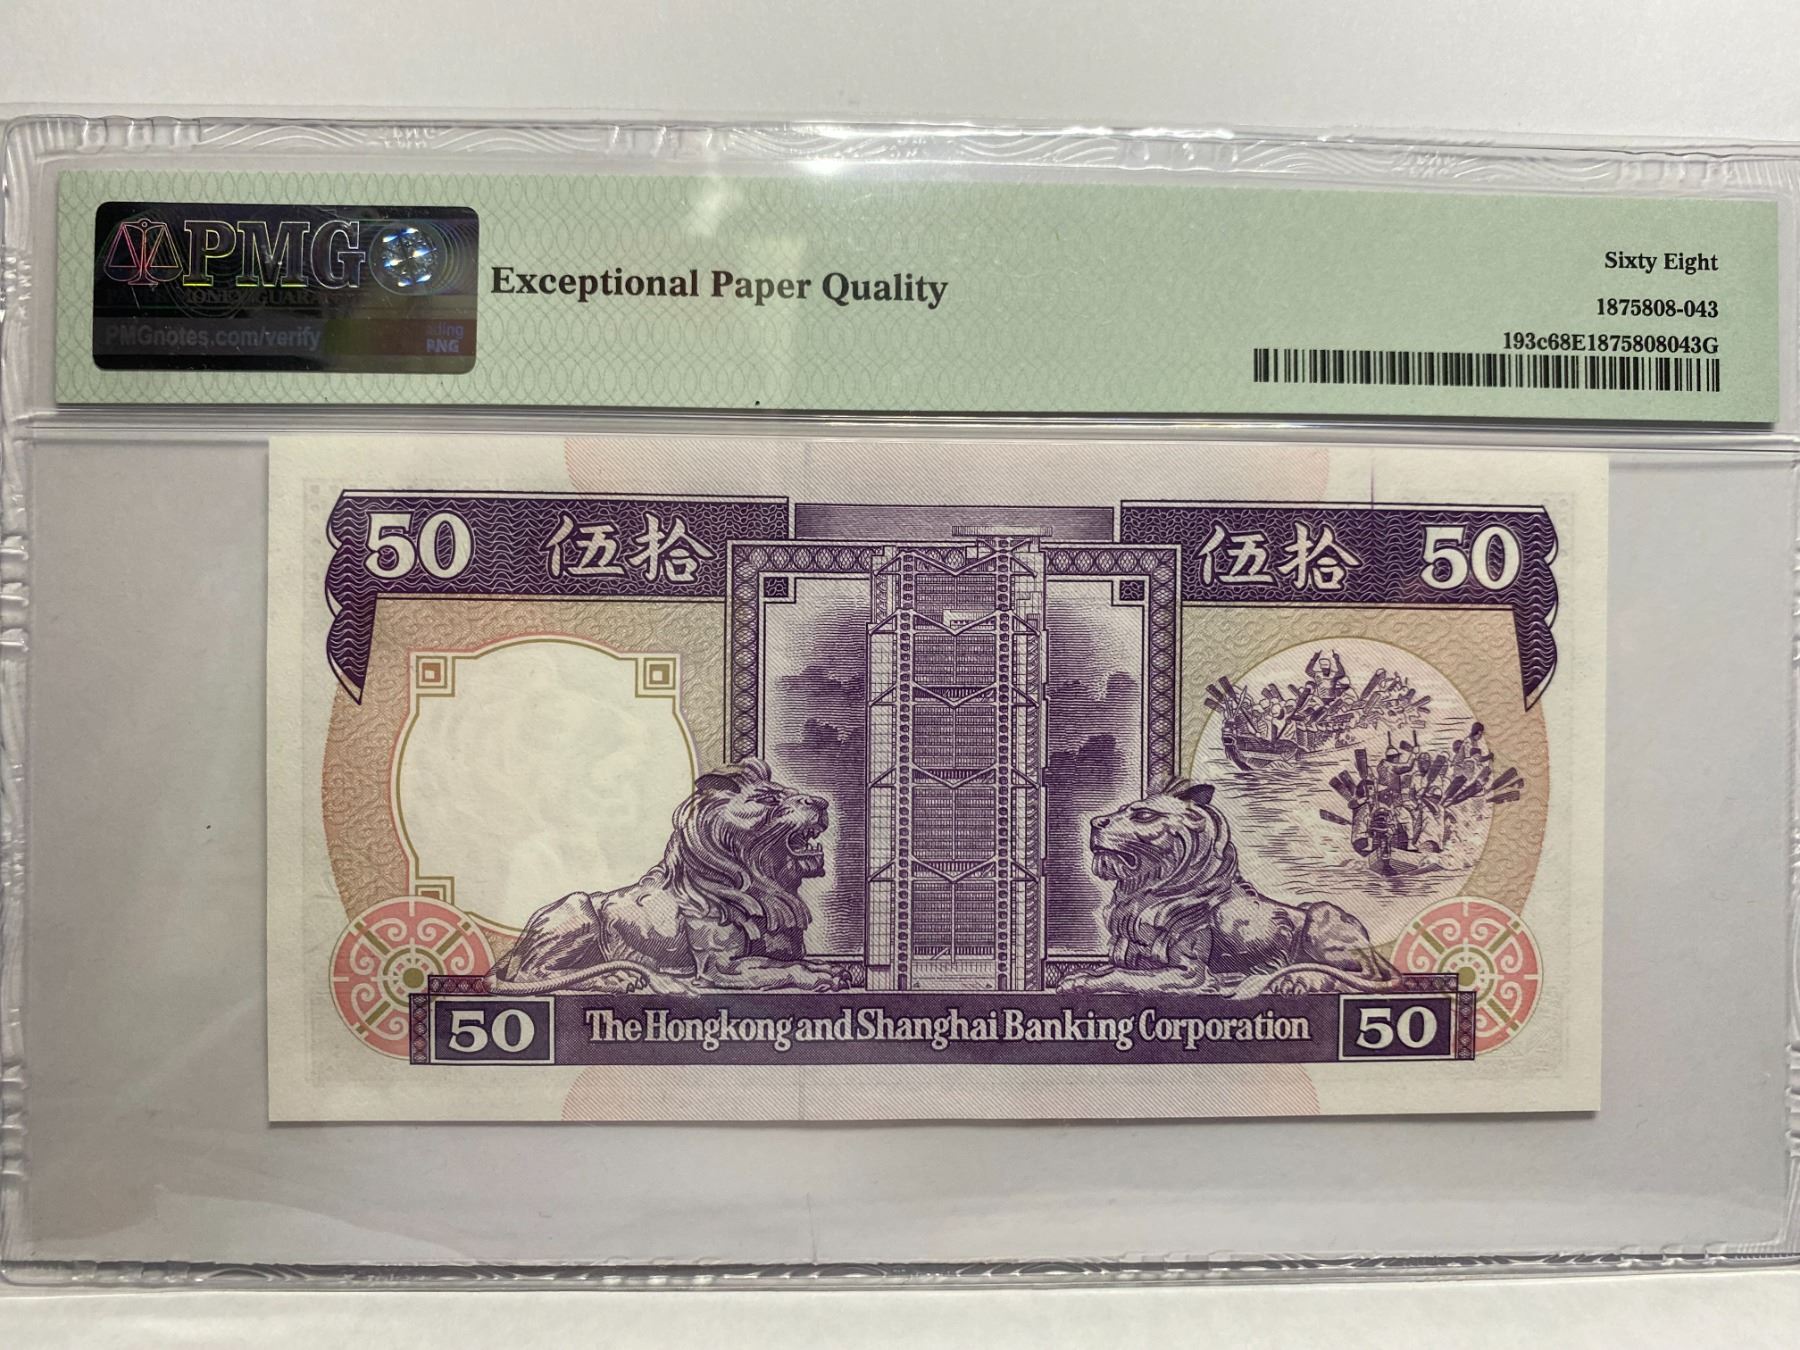 PMG
PMGnotes.com/verify
Exceptional Paper Quality
Sixty Eight
1875808-043
193c68E1875808043G
50 伍拾
伍拾 50
50 The Hongkong and Shanghai Banking Corporation 50